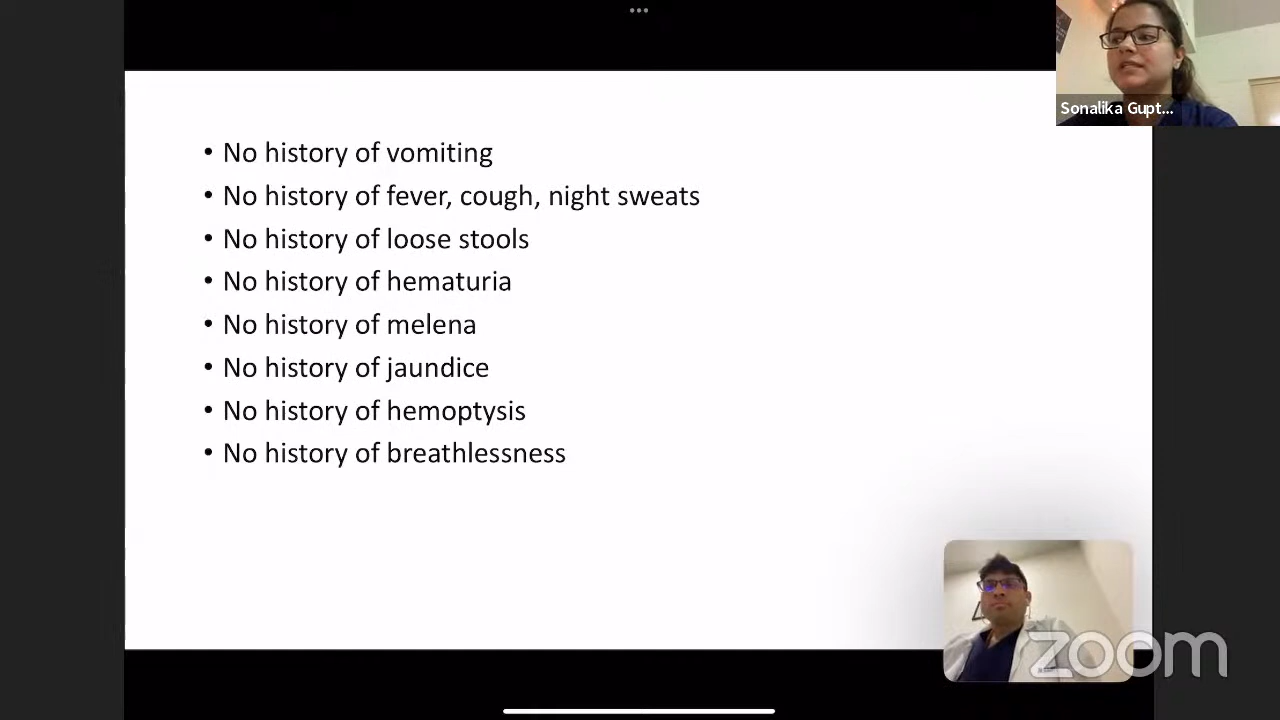 Sonalika Gupt...
• No history of vomiting
• No history of fever, cough, night sweats
• No history of loose stools
• No history of hematuria
• No history of melena
• No history of jaundice
• No history of hemoptysis
• No history of breathlessness
zoom